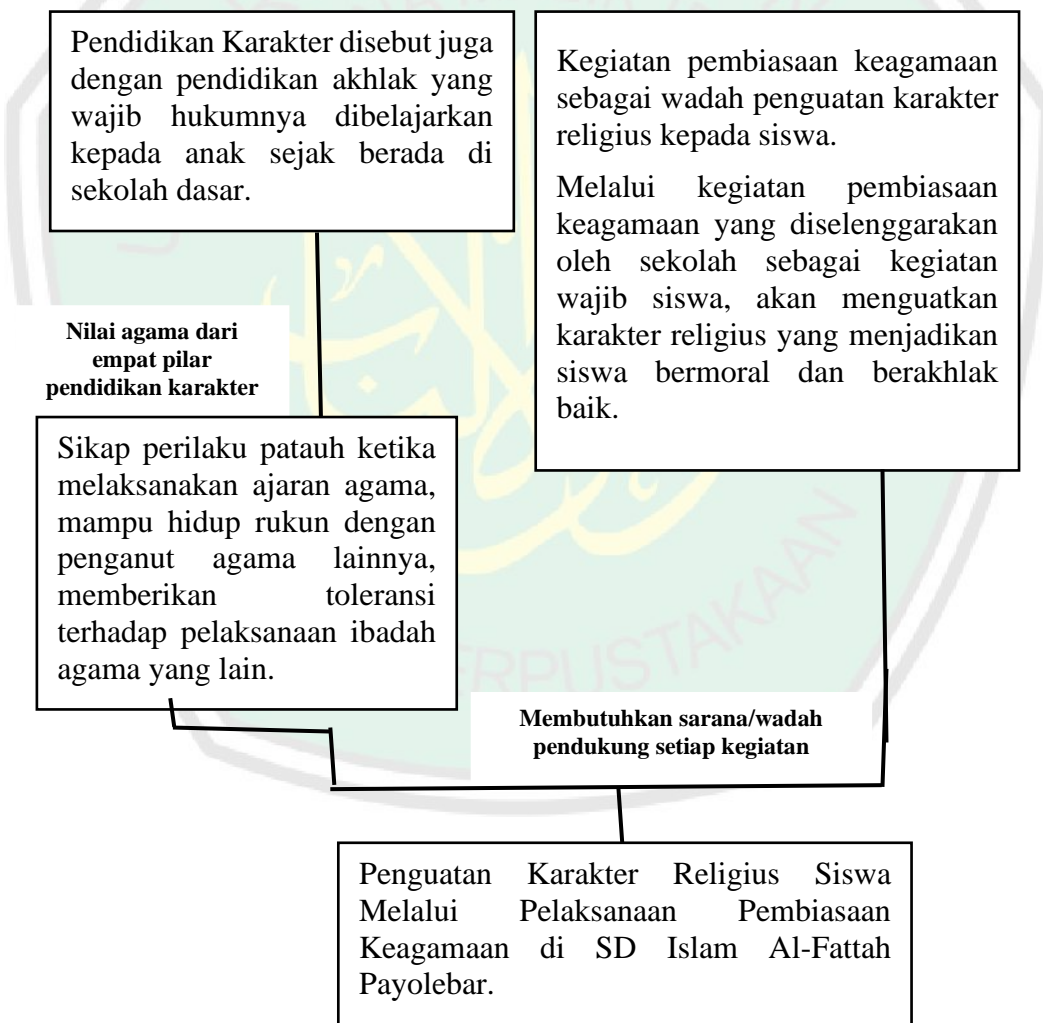 Pendidikan Karakter disebut juga
dengan pendidikan akhlak yang
wajib hukumnya dibelajarkan
kepada anak sejak berada di
sekolah dasar.
Kegiatan pembiasaan keagamaan
sebagai wadah penguatan karakter
religius kepada siswa.
Melalui kegiatan pembiasaan
keagamaan yang diselenggarakan
oleh sekolah sebagai kegiatan
wajib siswa, akan menguatkan
karakter religius yang menjadikan
siswa bermoral dan berakhlak
baik.
Nilai agama dari
empat pilar
pendidikan karakter
Sikap perilaku patauh ketika
melaksanakan ajaran agama,
mampu hidup rukun dengan
penganut agama lainnya,
memberikan toleransi
terhadap pelaksanaan ibadah
agama yang lain.
Membutuhkan sarana/wadah
pendukung setiap kegiatan
Penguatan Karakter Religius Siswa
Melalui Pelaksanaan Pembiasaan
Keagamaan di SD Islam Al-Fattah
Payolebar.